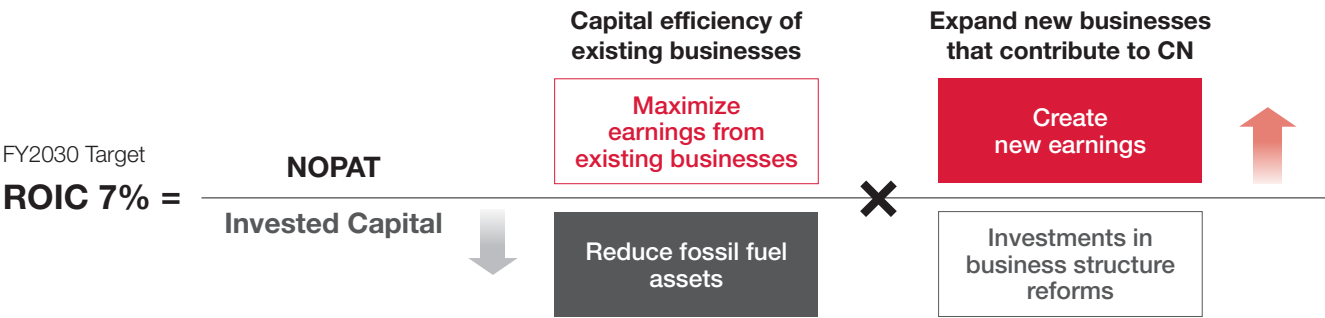 Capital efficiency of
existing businesses
Expand new businesses
that contribute to CN
Maximize
earnings from
existing businesses
Create
new earnings
FY2030 Target
ROIC 7% =
NOPAT
Invested Capital
×
Reduce fossil fuel
assets
Investments in
business structure
reforms